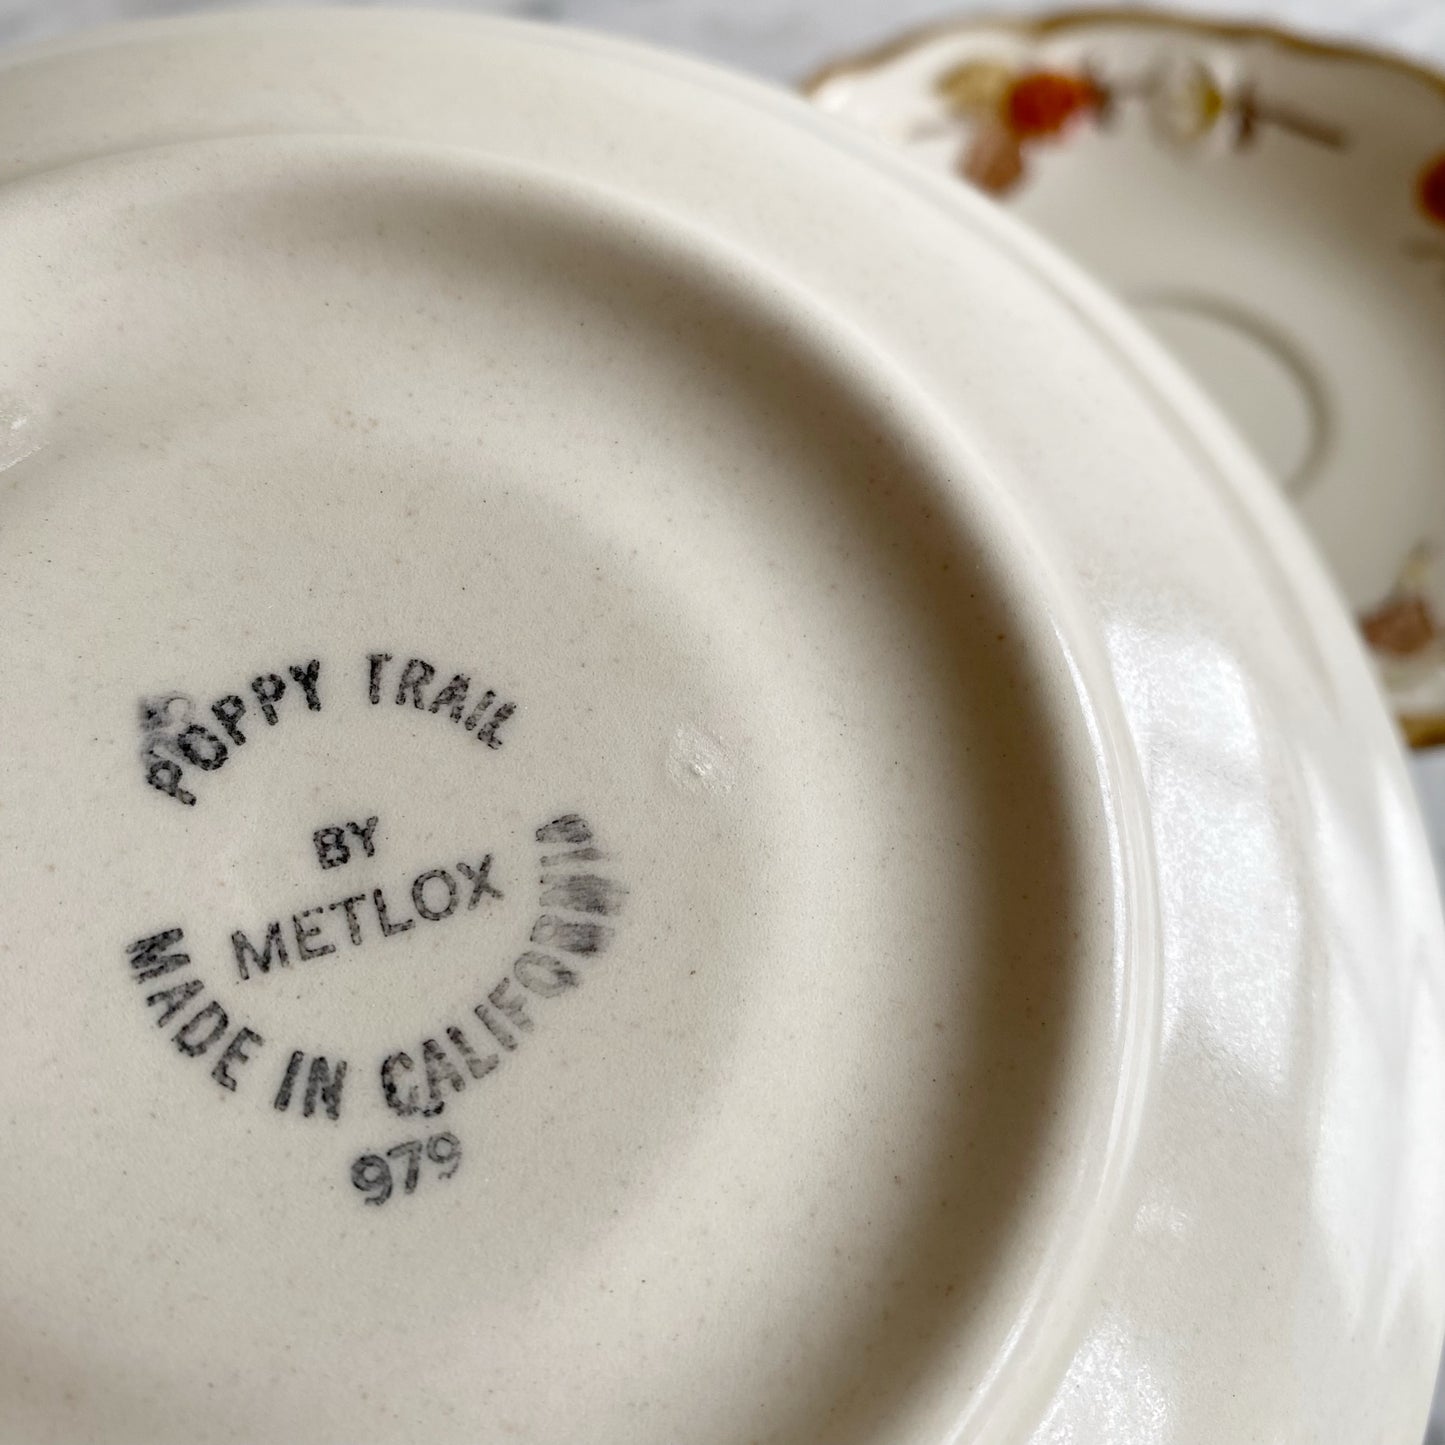 POPPY TRAIL
BY
METLOX
MADE IN CALIFORNIA
979